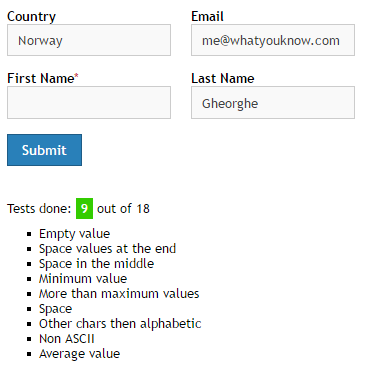 Country Email
Norway me@whatyouknow.com
First Name* Last Name
Gheorghe
Submit
Tests done: 9 out of 18
Empty value
Space values at the end
Space in the middle
Minimum value
More than maximum values
Space
Other chars then alphabetic
Non ASCII
Average value